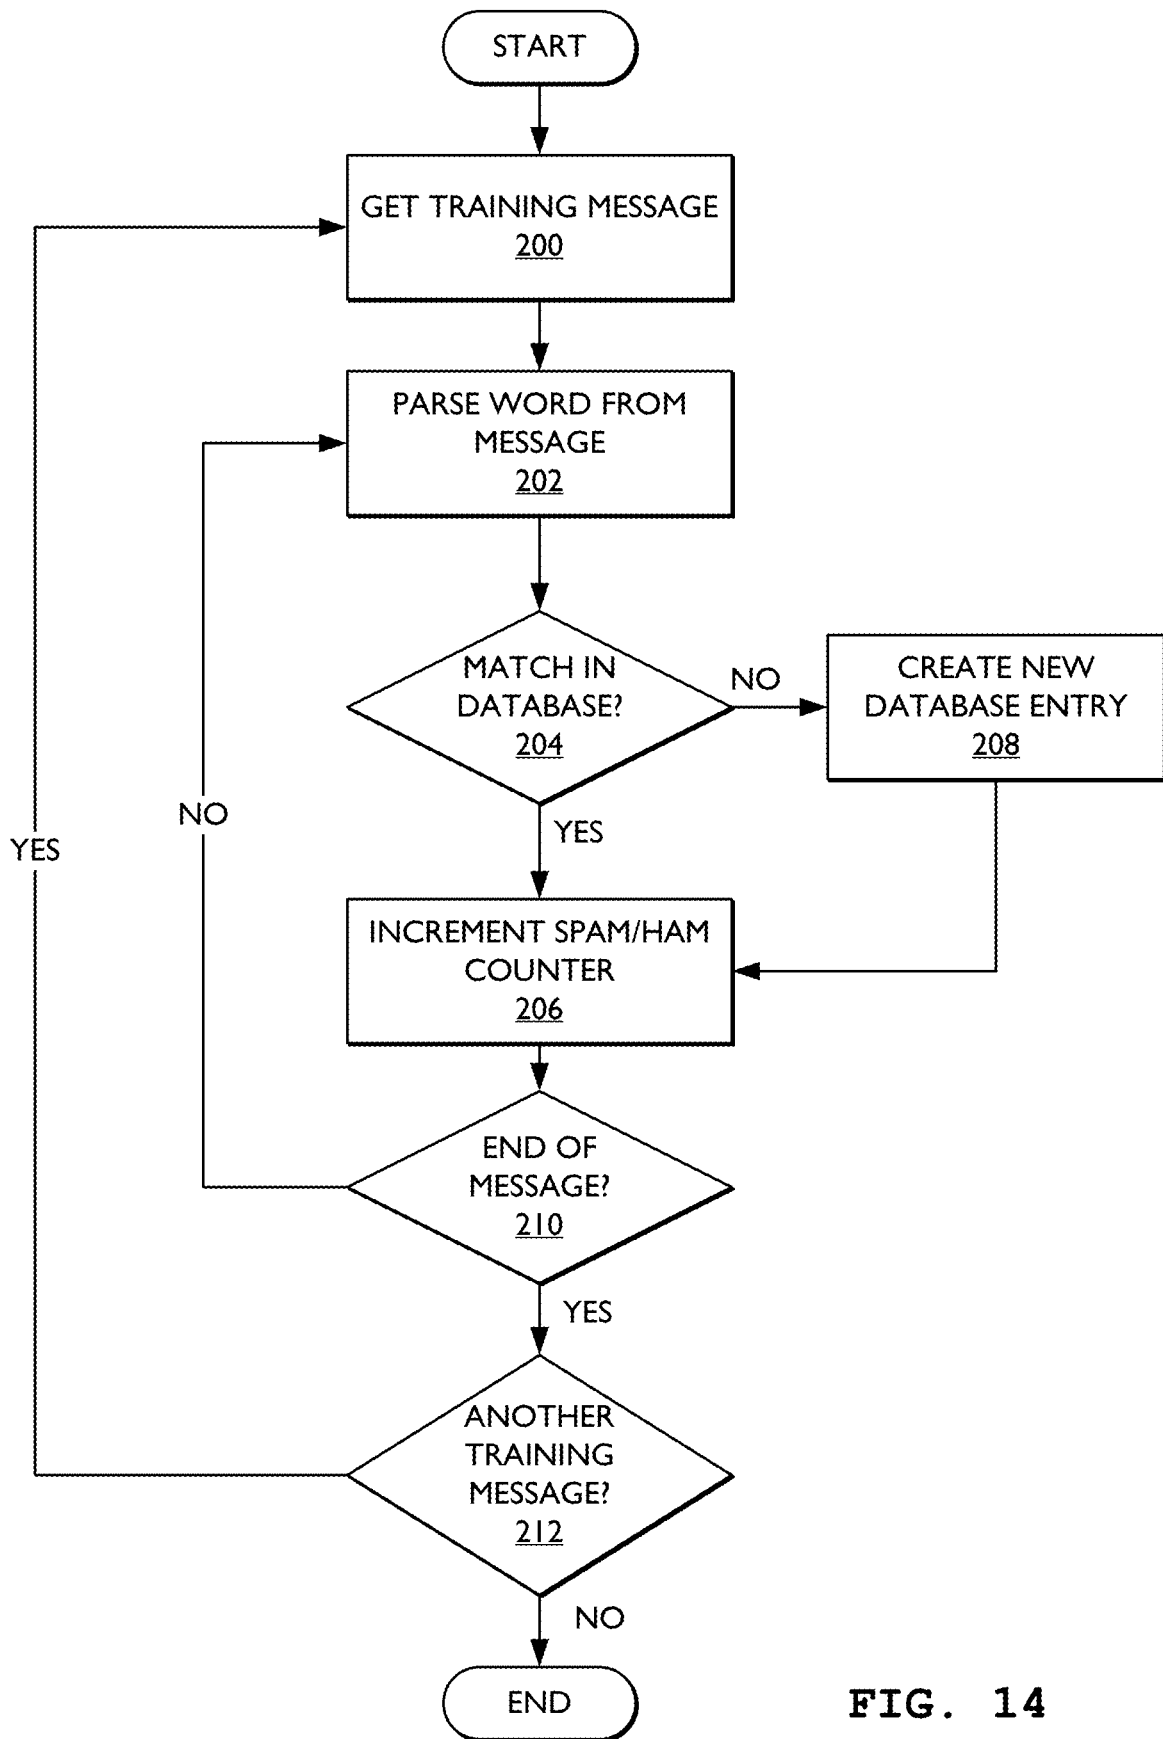 START
GET TRAINING MESSAGE
200
PARSE WORD FROM
MESSAGE
202
MATCH IN
DATABASE?
204
NO
CREATE NEW
DATABASE ENTRY
208
YES
NO
YES
INCREMENT SPAM/HAM
COUNTER
206
END OF
MESSAGE?
210
YES
ANOTHER
TRAINING
MESSAGE?
212
NO
END
FIG. 14